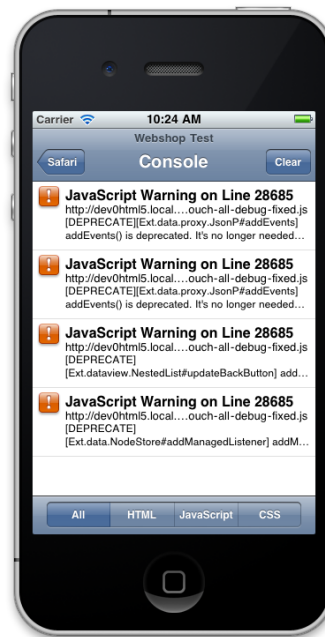 Carrier 10:24 AM
Webshop Test
Safari Console Clear
JavaScript Warning on Line 28685
http://dev0html5.local....ouch-all-debug-fixed.js
[DEPRECATE][Ext.data.proxy.JsonP#addEvents]
addEvents() is deprecated. It's no longer needed…
JavaScript Warning on Line 28685
http://dev0html5.local....ouch-all-debug-fixed.js
[DEPRECATE][Ext.data.proxy.JsonP#addEvents]
addEvents() is deprecated. It's no longer needed…
JavaScript Warning on Line 28685
http://dev0html5.local....ouch-all-debug-fixed.js
[DEPRECATE]
[Ext.dataview.NestedList#updateBackButton] add…
JavaScript Warning on Line 28685
http://dev0html5.local....ouch-all-debug-fixed.js
[DEPRECATE]
[Ext.data.NodeStore#addManagedListener] addM…
All HTML JavaScript CSS